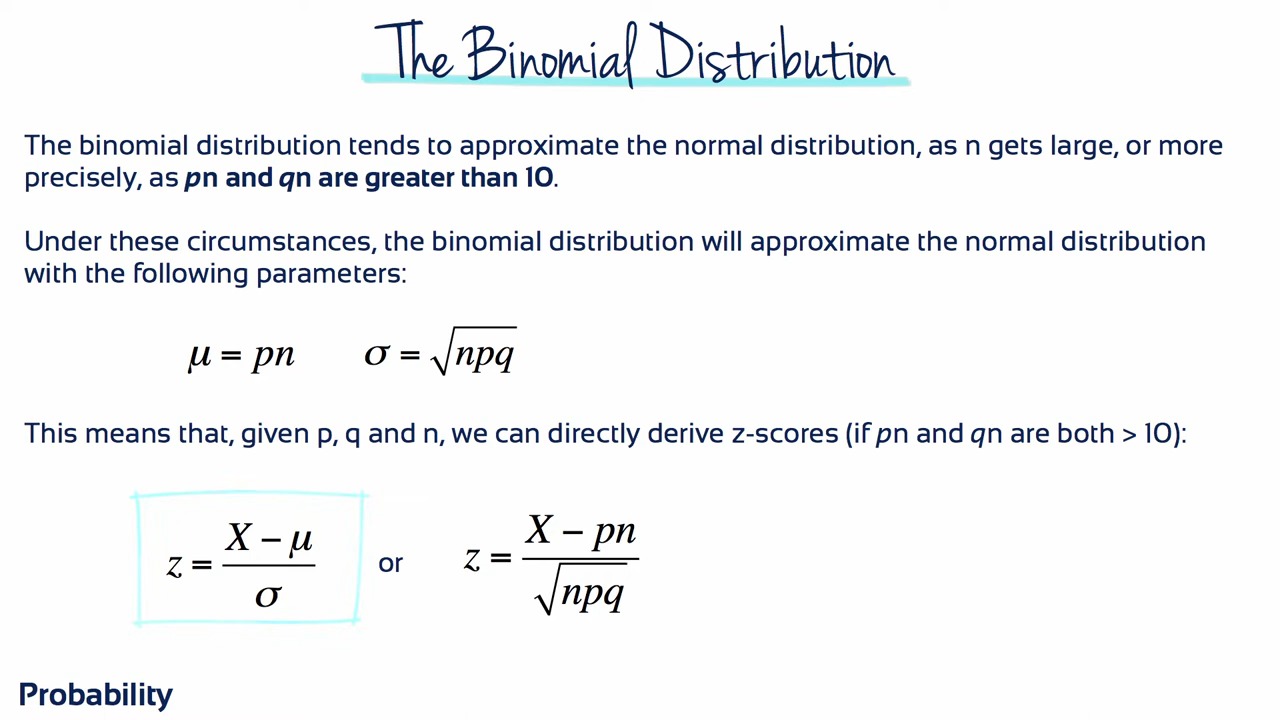 The Binomial Distribution
The binomial distribution tends to approximate the normal distribution, as n gets large, or more
precisely, as pn and qn are greater than 10.
Under these circumstances, the binomial distribution will approximate the normal distribution
with the following parameters:
μ = pn σ = √npq
This means that, given p, q and n, we can directly derive z-scores (if pn and qn are both > 10):
z = (X − μ)/σ or z = (X − pn)/√npq
Probability